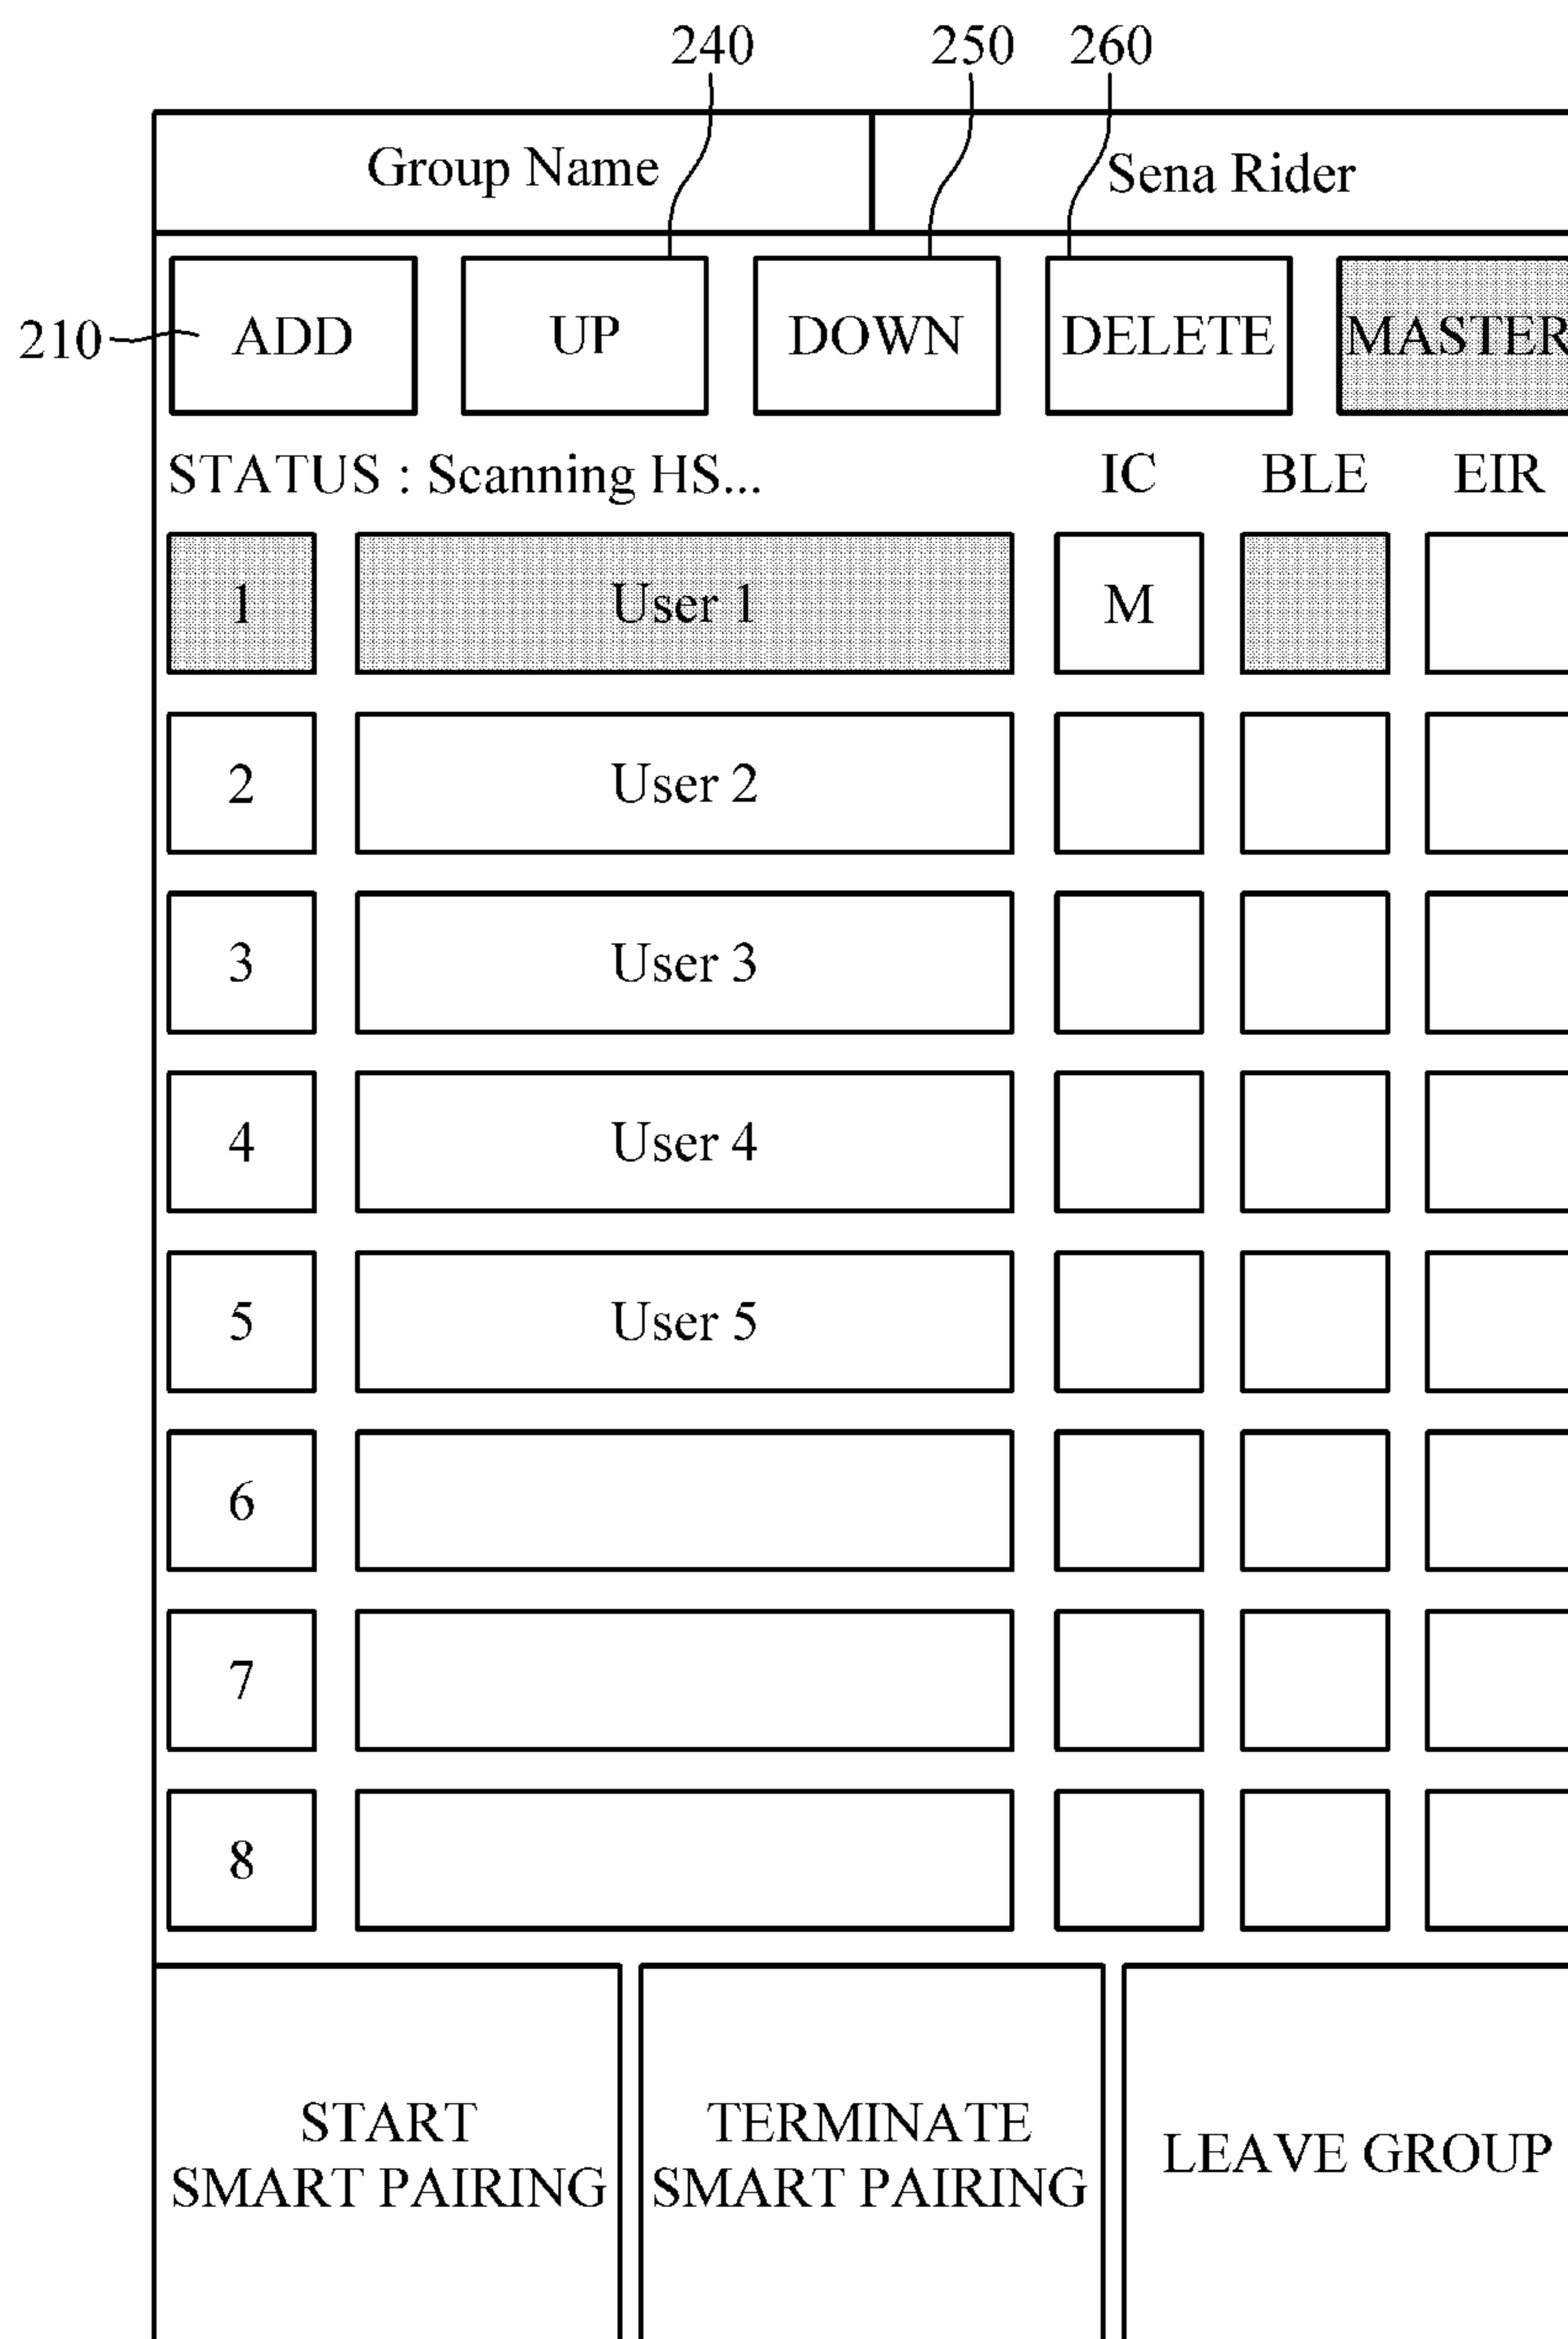 240 250 260
Group Name Sena Rider
210 ADD UP DOWN DELETE MASTER
STATUS : Scanning HS... IC BLE EIR
1 User 1 M
2 User 2
3 User 3
4 User 4
5 User 5
6
7
8
START
SMART PAIRING
TERMINATE
SMART PAIRING
LEAVE GROUP